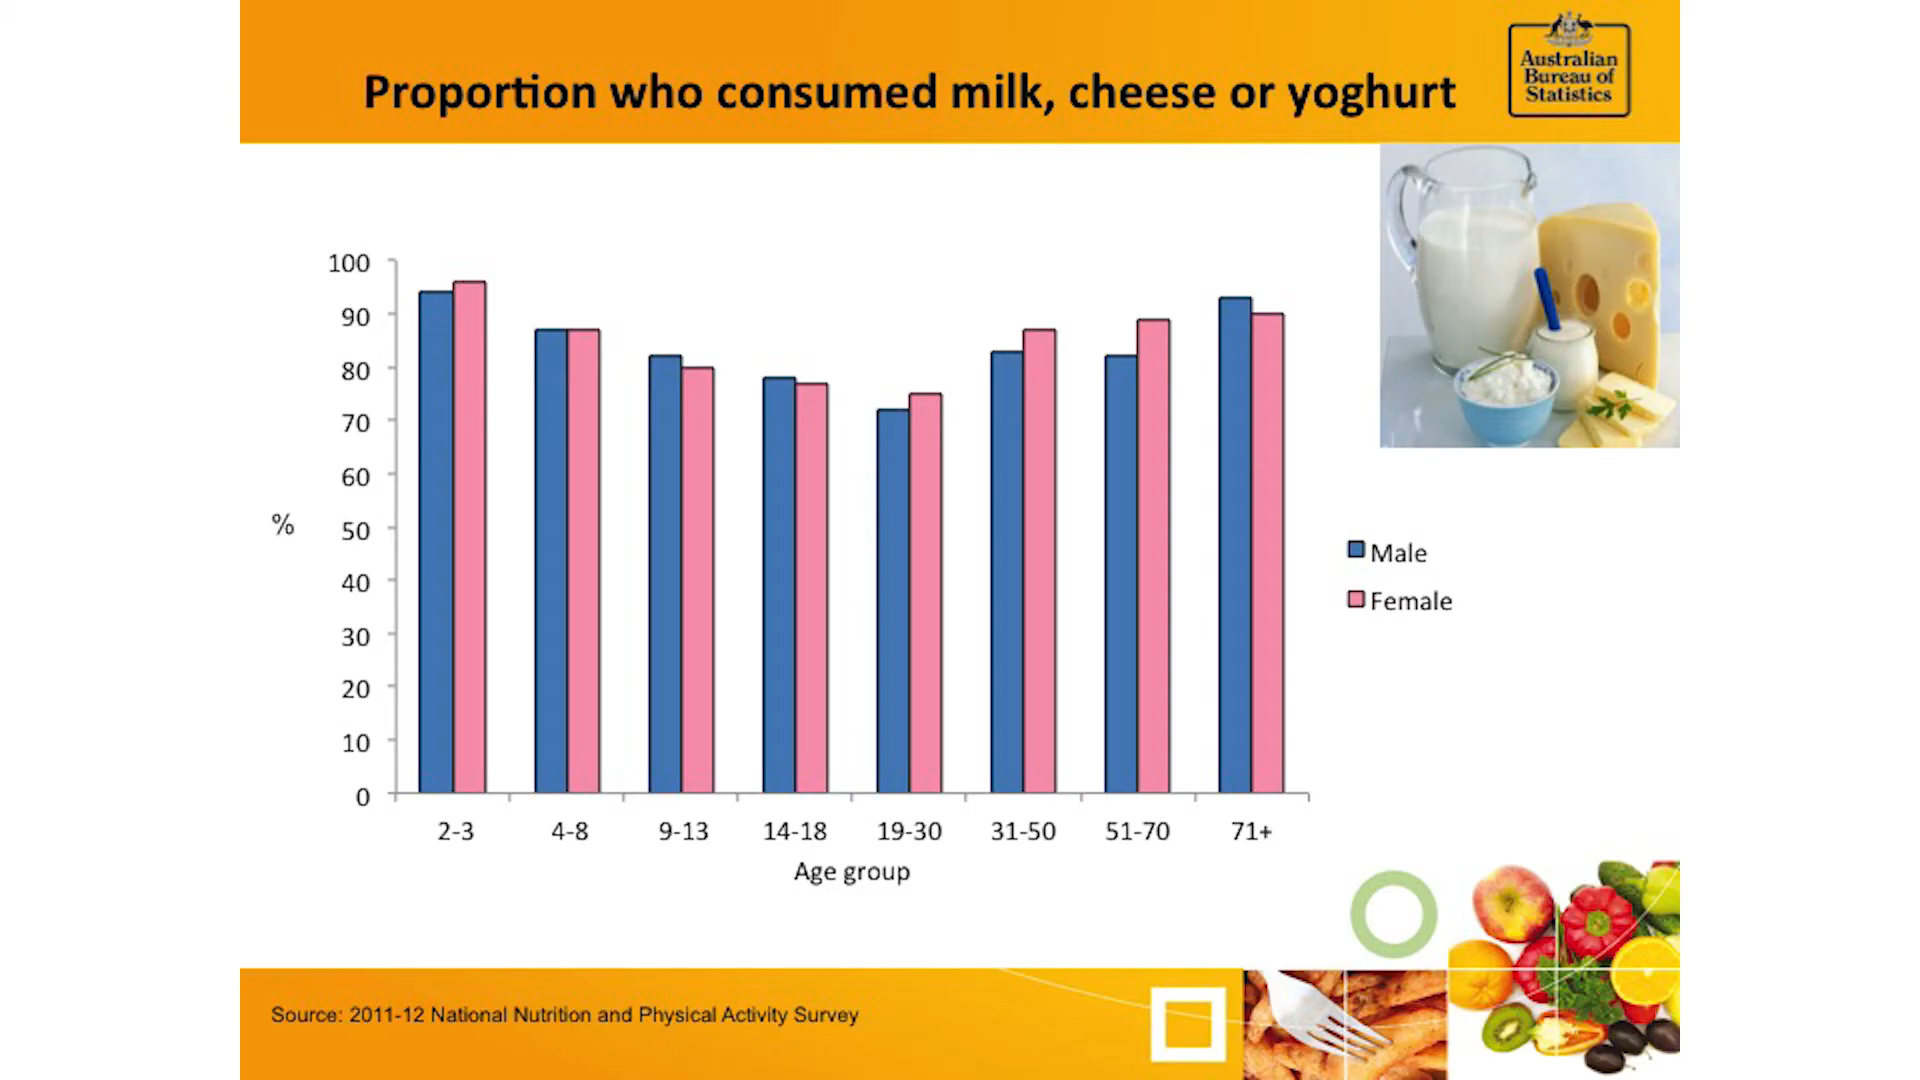 Proportion who consumed milk, cheese or yoghurt
Australian
Bureau of
Statistics
100
90
80
70
60
%
50
40
30
20
10
0
Male
Female
2-3 4-8 9-13 14-18 19-30 31-50 51-70 71+
Age group
Source: 2011-12 National Nutrition and Physical Activity Survey